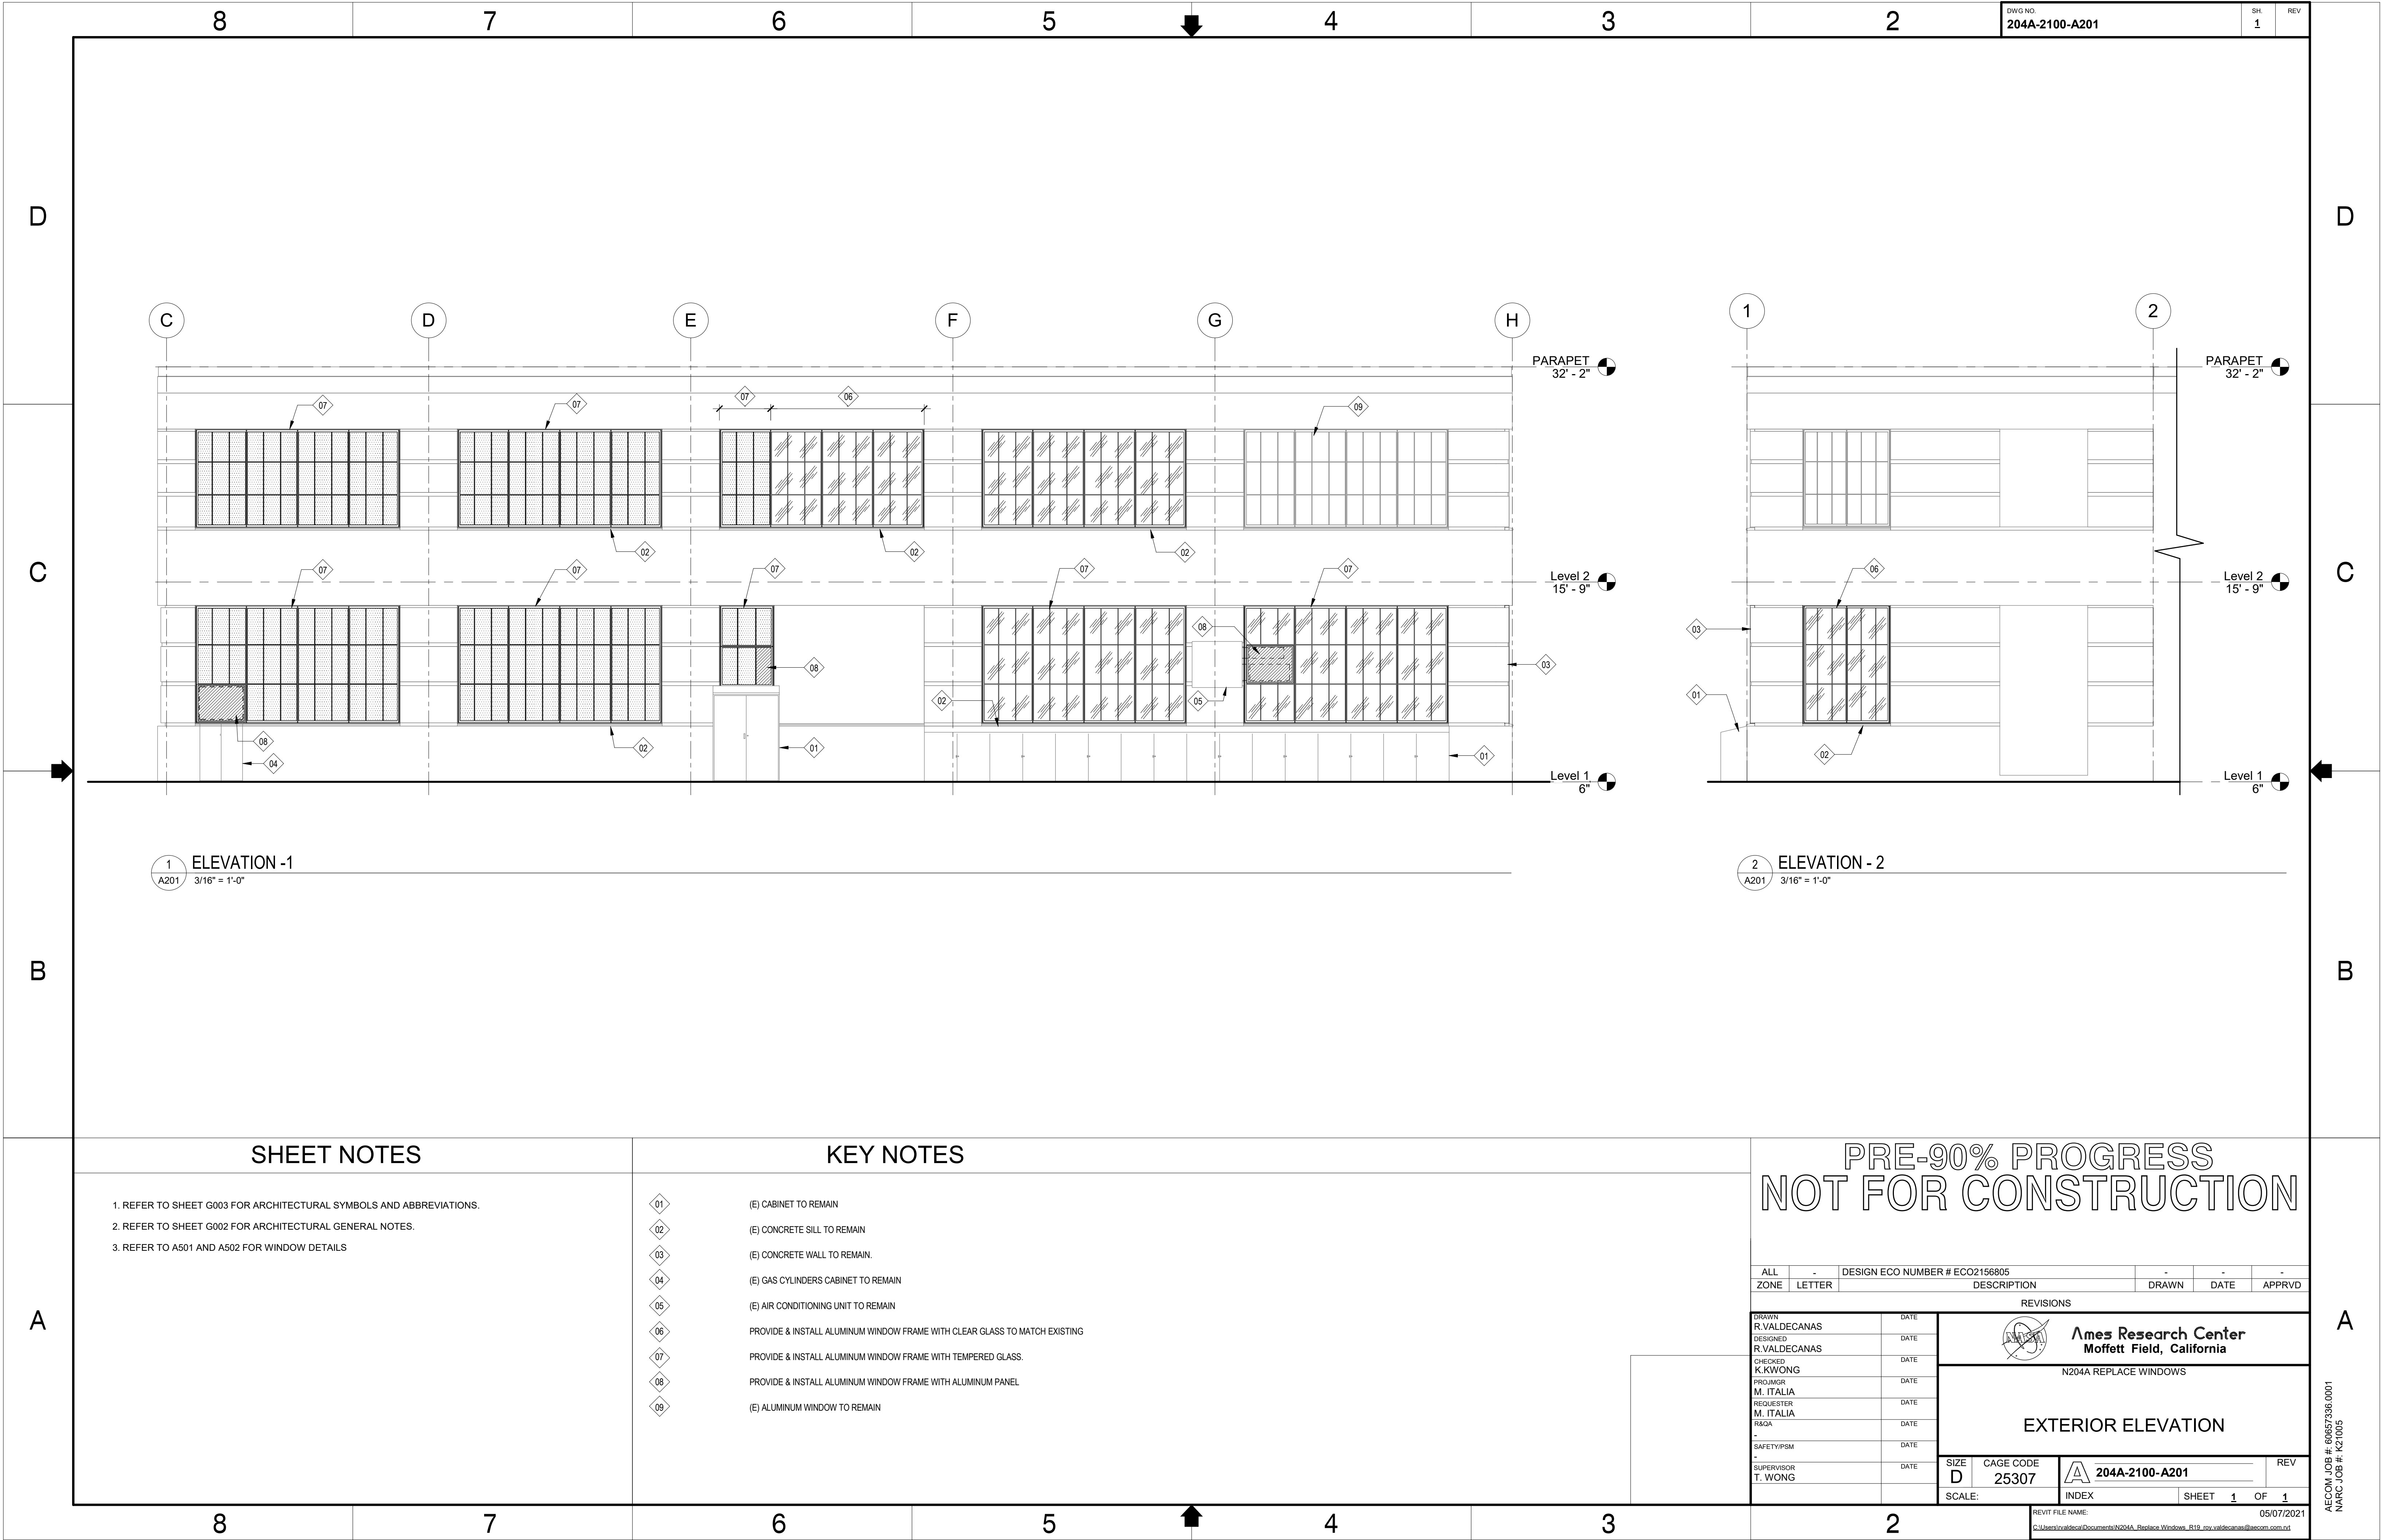 8 7 6 5 4 3 2
DWG NO.
204A-2100-A201
SH.
1
REV
D
D
C
C
B
B
A
A
C D E F G H
1 2
PARAPET
32' - 2"
PARAPET
32' - 2"
07 07 07 06 09
02 02 02
07 07 07 07 07
Level 2
15' - 9"
06
Level 2
15' - 9"
08 03 03
08 02 05 01
08 02 01 01 02
04
Level 1
6"
Level 1
6"
1
A201
ELEVATION -1
3/16" = 1'-0"
2
A201
ELEVATION - 2
3/16" = 1'-0"
SHEET NOTES
1. REFER TO SHEET G003 FOR ARCHITECTURAL SYMBOLS AND ABBREVIATIONS.
2. REFER TO SHEET G002 FOR ARCHITECTURAL GENERAL NOTES.
3. REFER TO A501 AND A502 FOR WINDOW DETAILS
KEY NOTES
01 (E) CABINET TO REMAIN
02 (E) CONCRETE SILL TO REMAIN
03 (E) CONCRETE WALL TO REMAIN.
04 (E) GAS CYLINDERS CABINET TO REMAIN
05 (E) AIR CONDITIONING UNIT TO REMAIN
06 PROVIDE & INSTALL ALUMINUM WINDOW FRAME WITH CLEAR GLASS TO MATCH EXISTING
07 PROVIDE & INSTALL ALUMINUM WINDOW FRAME WITH TEMPERED GLASS.
08 PROVIDE & INSTALL ALUMINUM WINDOW FRAME WITH ALUMINUM PANEL
09 (E) ALUMINUM WINDOW TO REMAIN
PRE-90% PROGRESS
NOT FOR CONSTRUCTION
ALL - DESIGN ECO NUMBER # ECO2156805 - - -
ZONE LETTER DESCRIPTION DRAWN DATE APPRVD
REVISIONS
DRAWN DATE
R.VALDECANAS
DESIGNED DATE
R.VALDECANAS
CHECKED DATE
K.KWONG
PROJMGR DATE
M. ITALIA
REQUESTER DATE
M. ITALIA
R&QA DATE
-
SAFETY/PSM DATE
-
SUPERVISOR DATE
T. WONG
NASA
Ames Research Center
Moffett Field, California
N204A REPLACE WINDOWS
EXTERIOR ELEVATION
SIZE
D
CAGE CODE
25307
A 204A-2100-A201
REV
SCALE:
INDEX
SHEET 1 OF 1
REVIT FILE NAME: 05/07/2021
C:\Users\rvaldeca\Documents\N204A_Replace Windows_R19_roy.valdecanas@aecom.com.rvt
AECOM JOB #: 60657336.0001
NARC JOB #: K21005
8 7 6 5 4 3 2